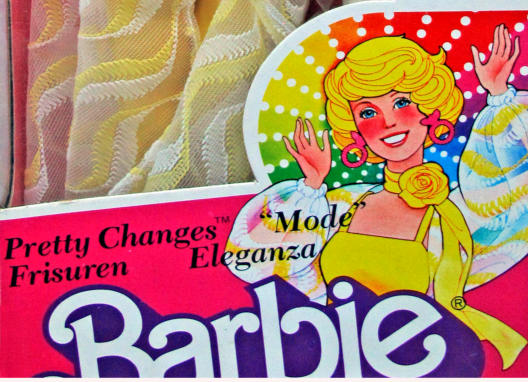 Pretty Changes™ "Mode"
Frisuren Eleganza
Barbie®